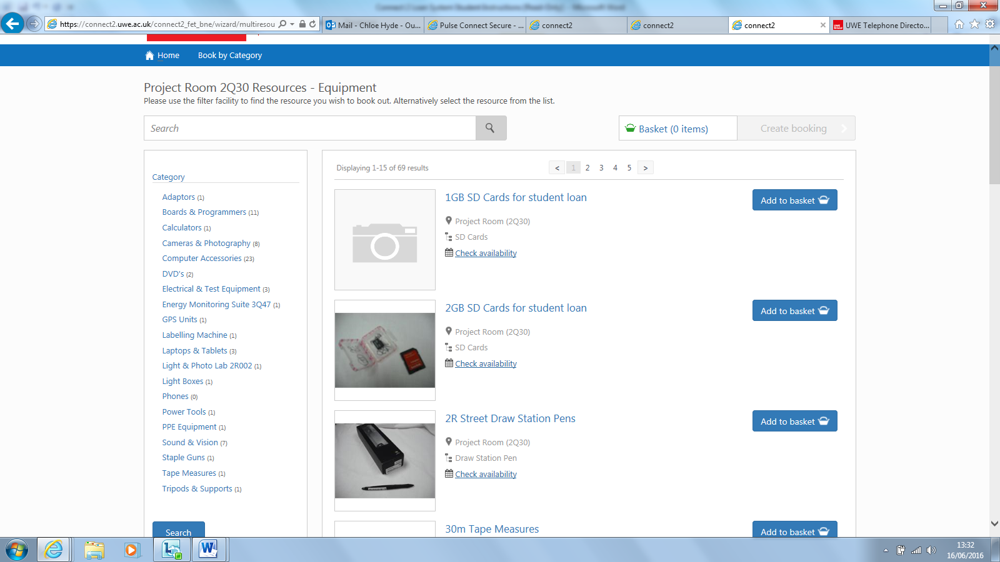 Connect 2 Loan System Student Instructions [Read-Only] - Microsoft Word
https://connect2.uwe.ac.uk/connect2_fet_bne/wizard/multiresou
Mail - Chloe Hyde - Ou...
Pulse Connect Secure - ...
connect2
connect2
connect2
UWE Telephone Directo...
Home
Book by Category
Project Room 2Q30 Resources - Equipment
Please use the filter facility to find the resource you wish to book out. Alternatively select the resource from the list.
Search
Basket (0 items)
Create booking
Category
Adaptors (1)
Boards & Programmers (11)
Calculators (1)
Cameras & Photography (8)
Computer Accessories (23)
DVD's (2)
Electrical & Test Equipment (3)
Energy Monitoring Suite 3Q47 (1)
GPS Units (1)
Labelling Machine (1)
Laptops & Tablets (3)
Light & Photo Lab 2R002 (1)
Light Boxes (1)
Phones (0)
Power Tools (1)
PPE Equipment (1)
Sound & Vision (7)
Staple Guns (1)
Tape Measures (1)
Tripods & Supports (1)
Search
Displaying 1-15 of 69 results
< 1 2 3 4 5 >
1GB SD Cards for student loan
Add to basket
Project Room (2Q30)
SD Cards
Check availability
2GB SD Cards for student loan
Add to basket
Project Room (2Q30)
SD Cards
Check availability
2R Street Draw Station Pens
Add to basket
Project Room (2Q30)
Draw Station Pen
Check availability
30m Tape Measures
Add to basket
13:32
16/06/2016